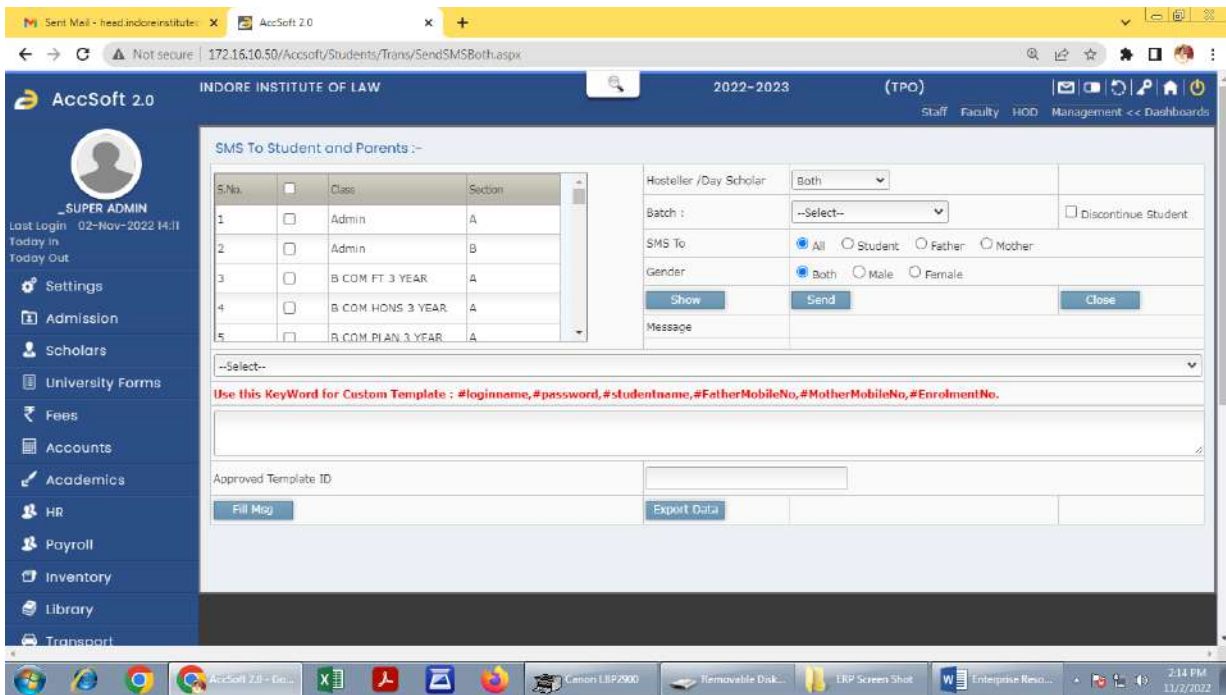 Sent Mail - head.indoreinstitute
AccSoft 2.0
Not secure 172.16.10.50/Accsoft/Students/Trans/SendSMSBoth.aspx
AccSoft 2.0
INDORE INSTITUTE OF LAW 2022-2023 (TPO)
Staff Faculty HOD Management << Dashboards
_SUPER ADMIN
Last Login 02-Nov-2022 14:11
Today In
Today Out
Settings
Admission
Scholars
University Forms
Fees
Accounts
Academics
HR
Payroll
Inventory
Library
Transport
SMS To Student and Parents :-
S.No. Class Section
1 Admin A
2 Admin B
3 B COM FT 3 YEAR A
4 B COM HONS 3 YEAR A
5 B COM PLAN 3 YEAR A
Hosteller /Day Scholar Both
Batch : --Select-- Discontinue Student
SMS To All Student Father Mother
Gender Both Male Female
Show Send Close
Message
--Select--
Use this KeyWord for Custom Template : #loginname,#password,#studentname,#FatherMobileNo,#MotherMobileNo,#EnrolmentNo.
Approved Template ID
Fill Msg Export Data
AccSoft 2.0 - Go... Canon LBP2900 Removable Disk... ERP Screen Shot Enterprise Reso... 2:14 PM
11/2/2022